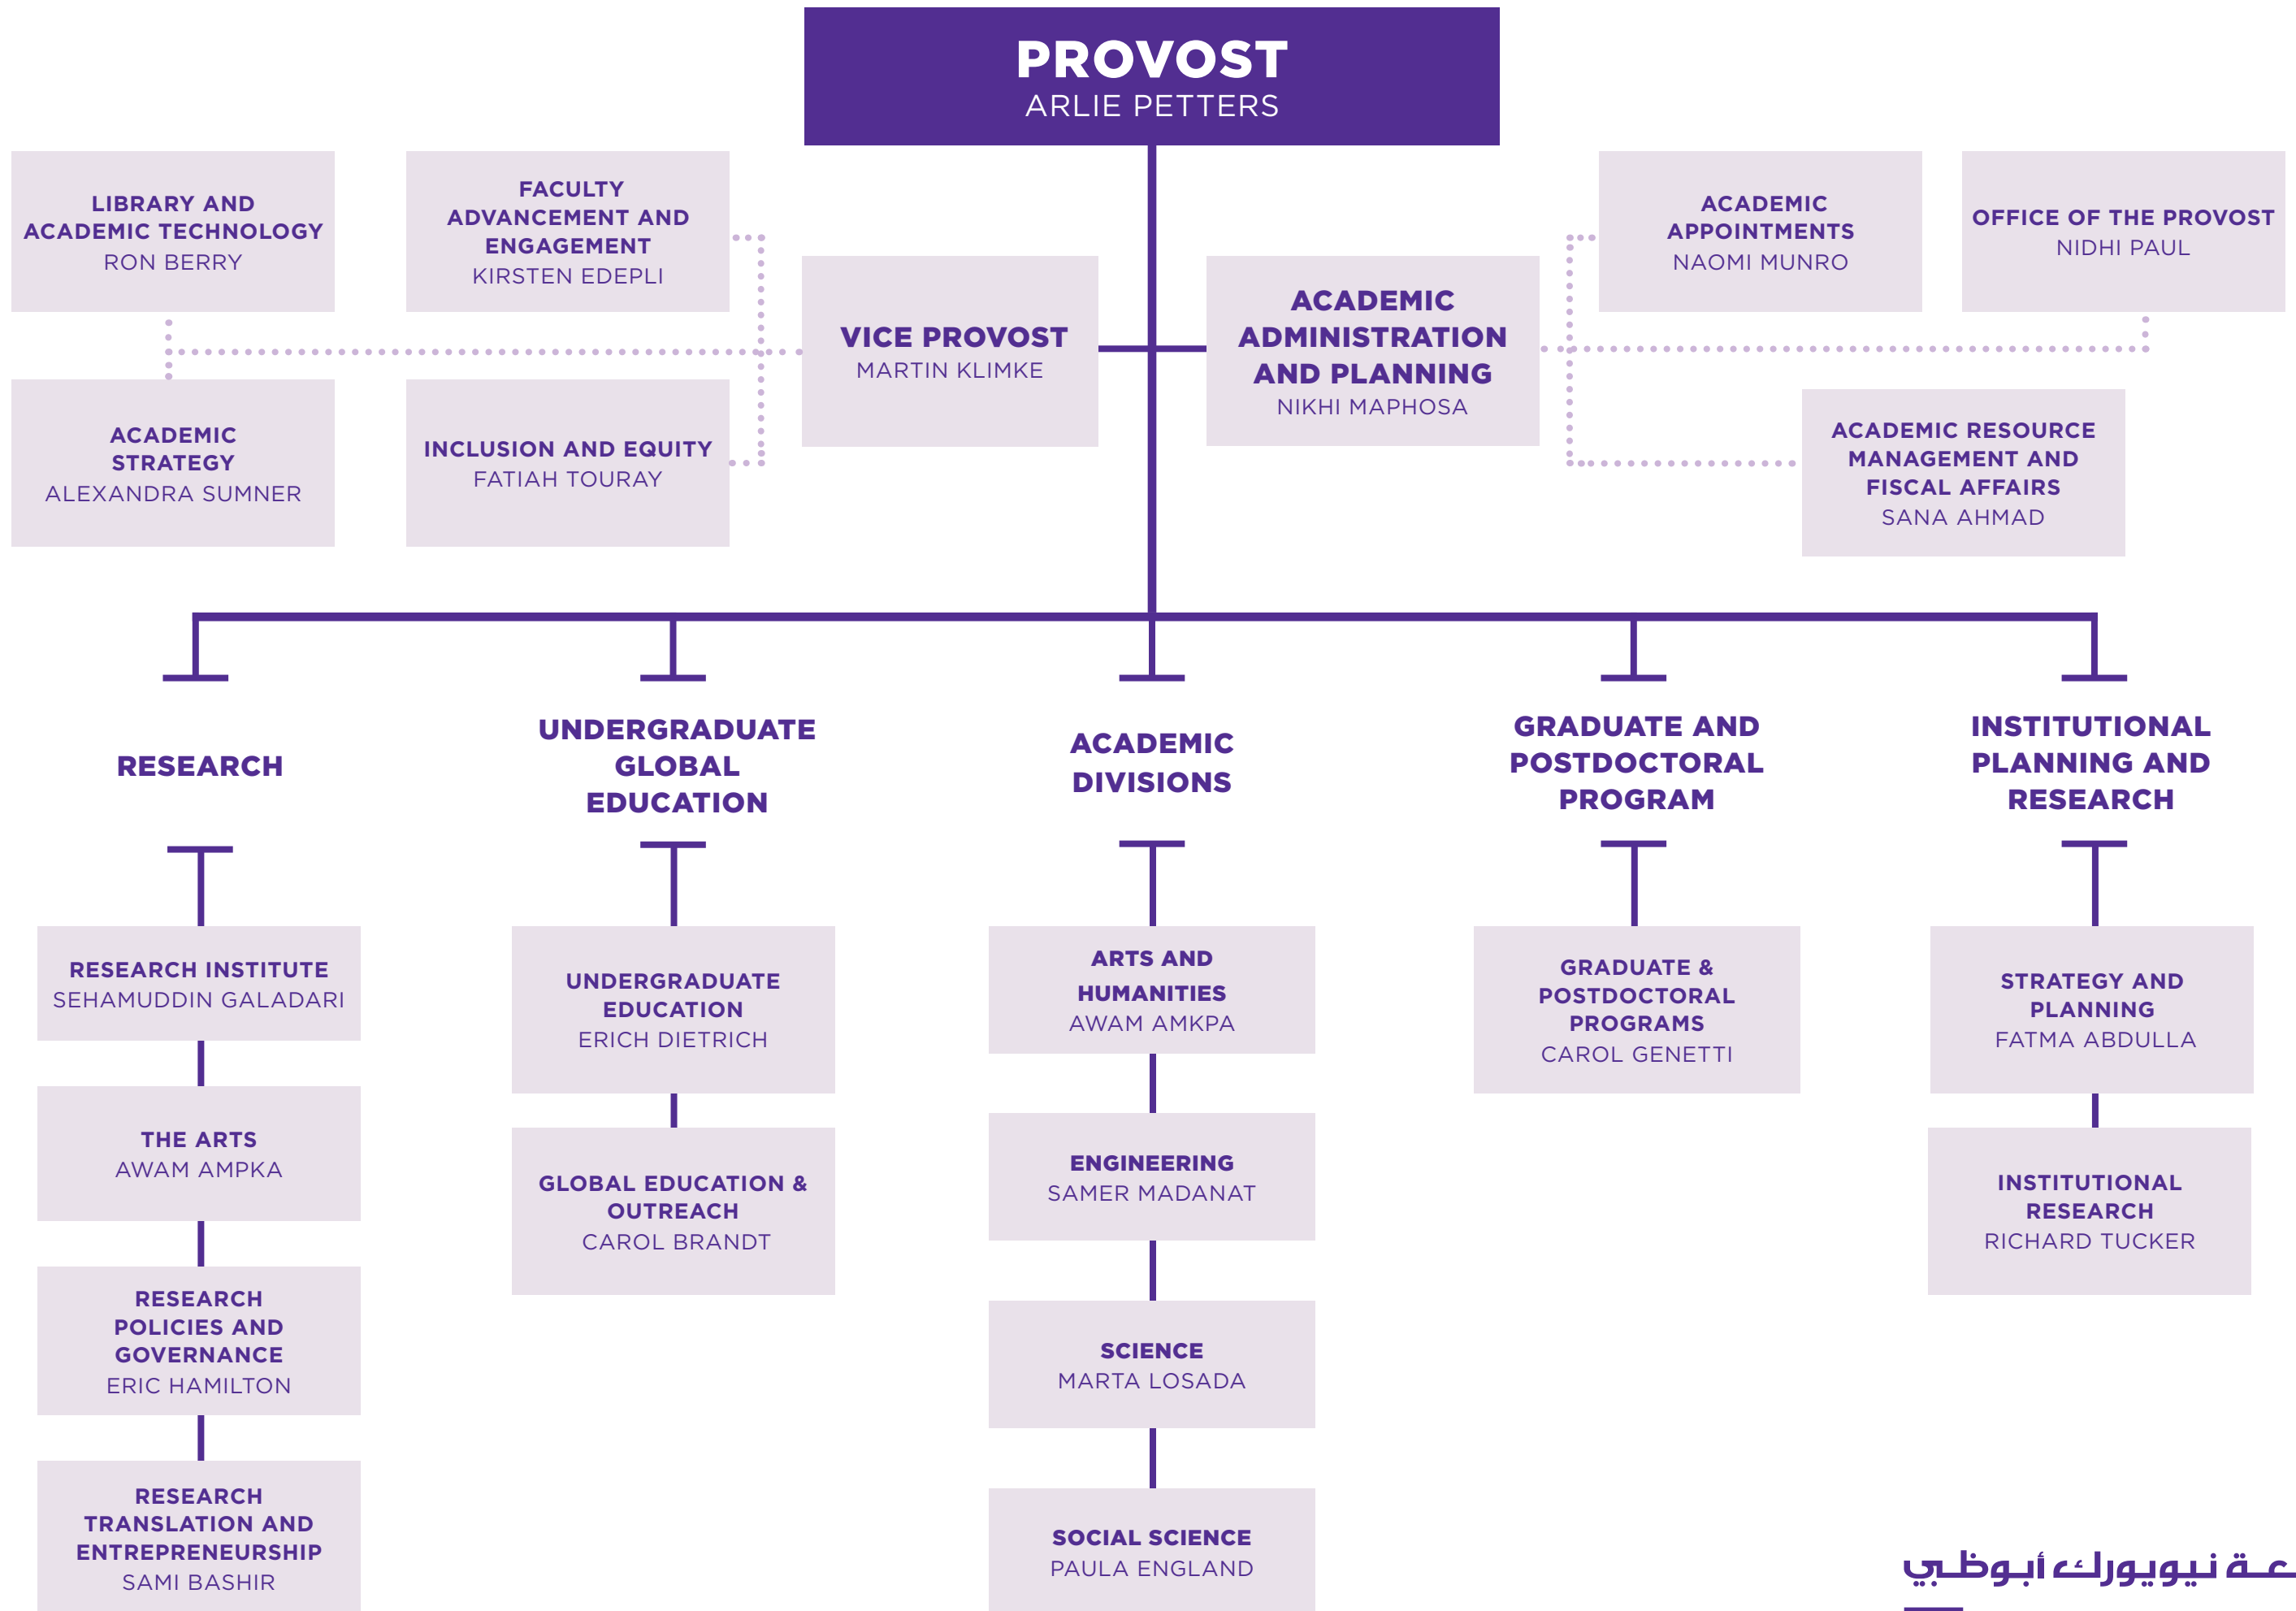 PROVOST
ARLIE PETTERS
LIBRARY AND
ACADEMIC TECHNOLOGY
RON BERRY
FACULTY
ADVANCEMENT AND
ENGAGEMENT
KIRSTEN EDEPLI
ACADEMIC
APPOINTMENTS
NAOMI MUNRO
OFFICE OF THE PROVOST
NIDHI PAUL
VICE PROVOST
MARTIN KLIMKE
ACADEMIC
ADMINISTRATION
AND PLANNING
NIKHI MAPHOSA
ACADEMIC
STRATEGY
ALEXANDRA SUMNER
INCLUSION AND EQUITY
FATIAH TOURAY
ACADEMIC RESOURCE
MANAGEMENT AND
FISCAL AFFAIRS
SANA AHMAD
RESEARCH
UNDERGRADUATE
GLOBAL
EDUCATION
ACADEMIC
DIVISIONS
GRADUATE AND
POSTDOCTORAL
PROGRAM
INSTITUTIONAL
PLANNING AND
RESEARCH
RESEARCH INSTITUTE
SEHAMUDDIN GALADARI
THE ARTS
AWAM AMPKA
RESEARCH
POLICIES AND
GOVERNANCE
ERIC HAMILTON
RESEARCH
TRANSLATION AND
ENTREPRENEURSHIP
SAMI BASHIR
UNDERGRADUATE
EDUCATION
ERICH DIETRICH
GLOBAL EDUCATION &
OUTREACH
CAROL BRANDT
ARTS AND
HUMANITIES
AWAM AMKPA
ENGINEERING
SAMER MADANAT
SCIENCE
MARTA LOSADA
SOCIAL SCIENCE
PAULA ENGLAND
GRADUATE &
POSTDOCTORAL
PROGRAMS
CAROL GENETTI
STRATEGY AND
PLANNING
FATMA ABDULLA
INSTITUTIONAL
RESEARCH
RICHARD TUCKER
نيويورك أبوظبي